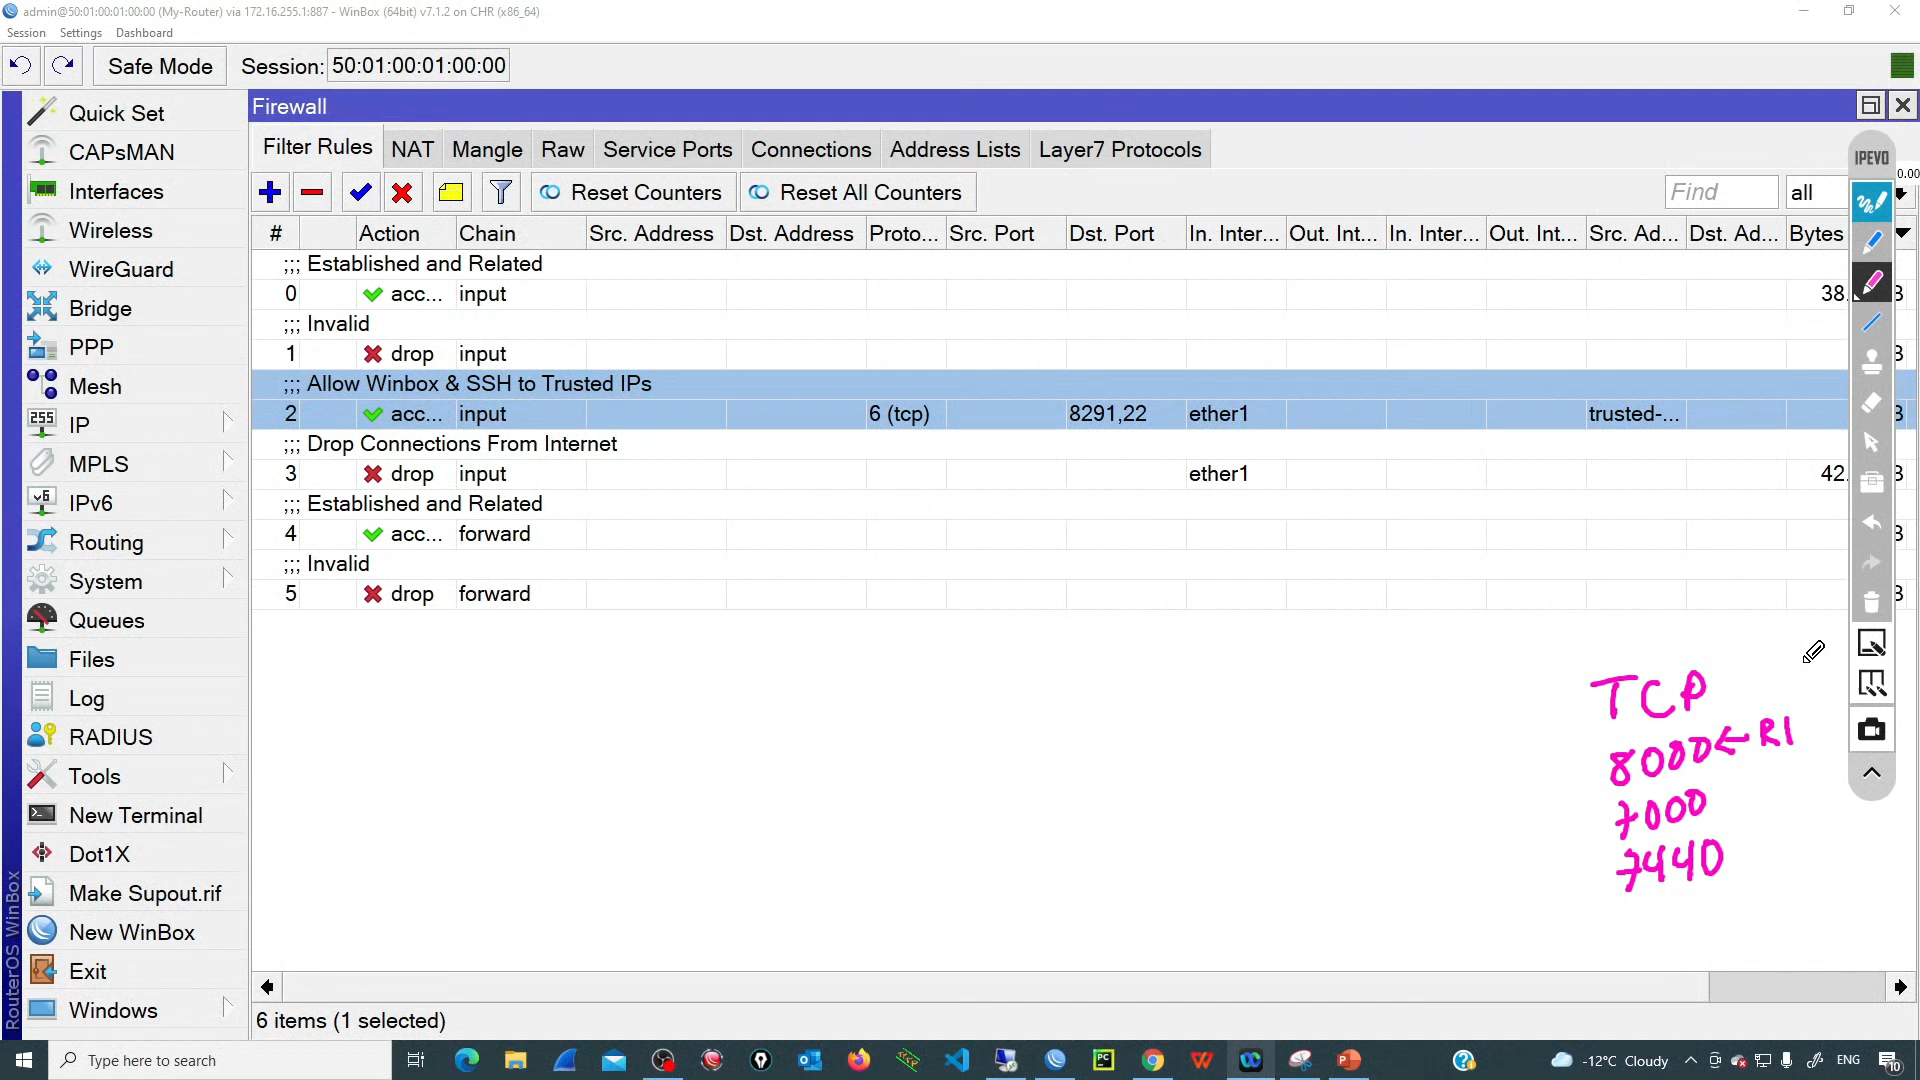 admin@50:01:00:01:00:00 (My-Router) via 172.16.255.1:887 - WinBox (64bit) v7.1.2 on CHR (x86_64)
Session Settings Dashboard
Safe Mode Session: 50:01:00:01:00:00
Firewall
Filter Rules NAT Mangle Raw Service Ports Connections Address Lists Layer7 Protocols
Reset Counters Reset All Counters Find all
# Action Chain Src. Address Dst. Address Proto... Src. Port Dst. Port In. Inter... Out. Int... In. Inter... Out. Int... Src. Ad... Dst. Ad... Bytes
;;; Established and Related
0 acc... input 38.
;;; Invalid
1 drop input
;;; Allow Winbox & SSH to Trusted IPs
2 acc... input 6 (tcp) 8291,22 ether1 trusted-...
;;; Drop Connections From Internet
3 drop input ether1 42.
;;; Established and Related
4 acc... forward
;;; Invalid
5 drop forward
6 items (1 selected)
Quick Set
CAPsMAN
Interfaces
Wireless
WireGuard
Bridge
PPP
Mesh
255
IP
MPLS
v6
IPv6
Routing
System
Queues
Files
Log
RADIUS
Tools
New Terminal
Dot1X
Make Supout.rif
New WinBox
Exit
Windows
RouterOS WinBox
IPEVO
0.00
TCP
8080 ← R1
7000
7440
Type here to search
-12°C Cloudy ENG 10